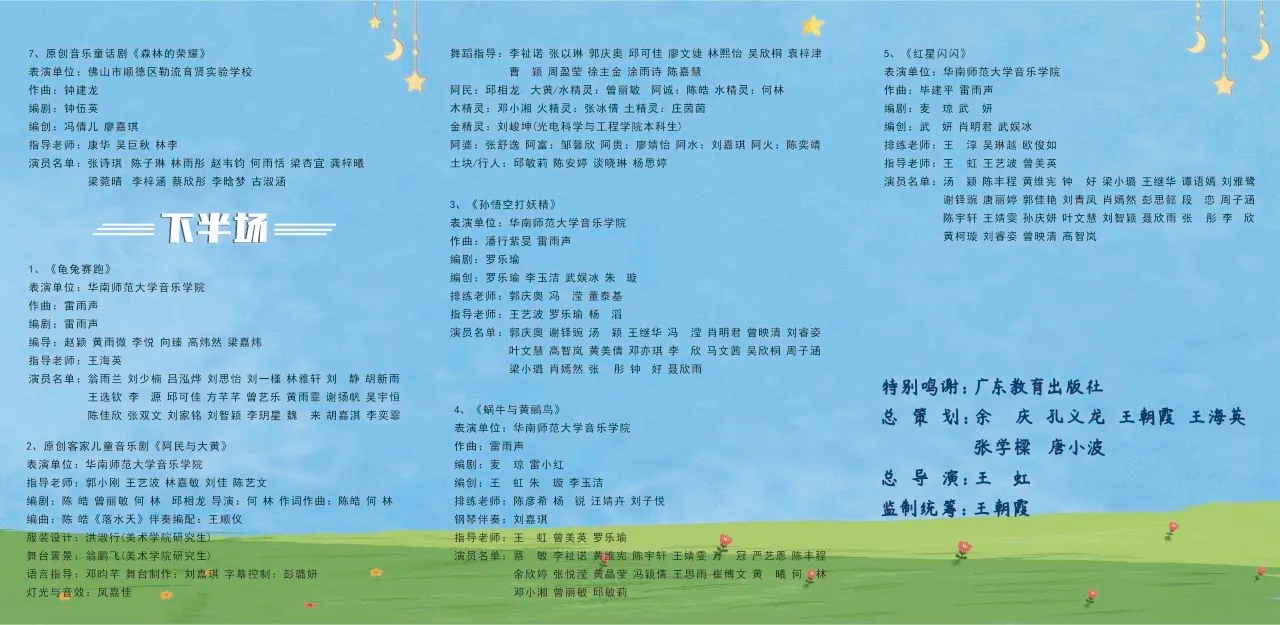 7、原创音乐童话剧《森林的荣耀》
表演单位：佛山市顺德区勒流育贤实验学校
作曲：钟建龙
编剧：钟伍英
编创：冯倩儿 廖嘉琪
指导老师：康华 吴巨秋 林李
演员名单：张诗琪 陈子琳 林雨彤 赵韦钧 何雨恬 梁杏宜 龚梓曦
梁菀晴 李梓涵 蔡欣彤 李晗梦 古淑涵
下半场
1、《龟兔赛跑》
表演单位：华南师范大学音乐学院
作曲：雷雨声
编剧：雷雨声
编导：赵颖 黄雨微 李悦 向臻 高炜然 梁嘉炜
指导老师：王海英
演员名单：翁雨兰 刘少楠 吕泓烨 刘思怡 刘一槿 林雅轩 刘 静 胡新雨
王选钦 李 源 邱可佳 方芊芊 曾艺乐 黄雨霏 谢扬帆 吴宇恒
陈佳欣 张双文 刘家铭 刘智颖 李玥星 魏 来 胡嘉淇 李奕霏
2、原创客家儿童音乐剧《阿民与大黄》
表演单位：华南师范大学音乐学院
指导老师：郭小刚 王艺波 林嘉敏 刘佳 陈艺文
编剧：陈 皓 曾丽敏 何 林 邱相龙 导演：何 林 作词作曲：陈皓 何 林
编曲：陈 皓《落水天》伴奏编配：王顺仪
服装设计：洪淑行(美术学院研究生)
舞台置景：翁鹏飞(美术学院研究生)
语言指导：邓昀芊 舞台制作：刘嘉琪 字幕控制：彭璐妍
灯光与音效：凤嘉佳
舞蹈指导：李祉诺 张以琳 郭庆奥 邱可佳 廖文婕 林熙怡 吴欣桐 袁梓津
曹 颖 周盈莹 徐主金 涂雨诗 陈嘉慧
阿民：邱相龙 大黄/水精灵：曾丽敏 阿诚：陈皓 水精灵：何林
木精灵：邓小湘 火精灵：张冰倩 土精灵：庄茵茵
金精灵：刘峻坤(光电科学与工程学院本科生)
阿婆：张舒逸 阿富：邹馨欣 阿贵：廖婧怡 阿水：刘嘉琪 阿火：陈奕靖
土块/行人：邱敏莉 陈安婷 谈晓琳 杨思婷
3、《孙悟空打妖精》
表演单位：华南师范大学音乐学院
作曲：潘行紫旻 雷雨声
编剧：罗乐瑜
编创：罗乐瑜 李玉洁 武娱冰 朱 璇
排练老师：郭庆奥 冯 滢 董泰基
指导老师：王艺波 罗乐瑜 杨 滔
演员名单：郭庆奥 谢铎琬 汤 颖 王继华 冯 滢 肖明君 曾映清 刘睿姿
叶文慧 高智岚 黄美倩 邓亦琪 李 欣 马文茜 吴欣桐 周子涵
梁小璐 肖嫣然 张 彤 钟 好 聂欣雨
4、《蜗牛与黄鹂鸟》
表演单位：华南师范大学音乐学院
作曲：雷雨声
编剧：麦 琼 雷小红
编创：王 虹 朱 璇 李玉洁
排练老师：陈彦希 杨 锐 汪婧卉 刘子悦
钢琴伴奏：刘嘉琪
指导老师：王 虹 曾美英 罗乐瑜
演员名单：蔡 敏 李祉诺 黄维宪 陈宇轩 王婧雯 方 冠 严艺恩 陈丰程
余欣婷 张悦滢 黄晶莹 冯颖倩 王思雨 崔博文 黄 曦 何 林
邓小湘 曾丽敏 邱敏莉
5、《红星闪闪》
表演单位：华南师范大学音乐学院
作曲：毕建平 雷雨声
编剧：麦 琼 武 妍
编创：武 妍 肖明君 武娱冰
排练老师：王 淳 吴琳越 欧俊如
指导老师：王 虹 王艺波 曾美英
演员名单：汤 颖 陈丰程 黄维宪 钟 好 梁小璐 王继华 谭语嫣 刘雅鹭
谢铎琬 唐丽婷 郭佳艳 刘青凤 肖嫣然 彭思懿 段 恋 周子涵
陈宇轩 王婧雯 孙庆妍 叶文慧 刘智颖 聂欣雨 张 彤 李 欣
黄柯璇 刘睿姿 曾映清 高智岚
特别鸣谢：广东教育出版社
总 策 划：余 庆 孔义龙 王朝霞 王海英
张学樑 唐小波
总 导 演：王 虹
监制统筹：王朝霞